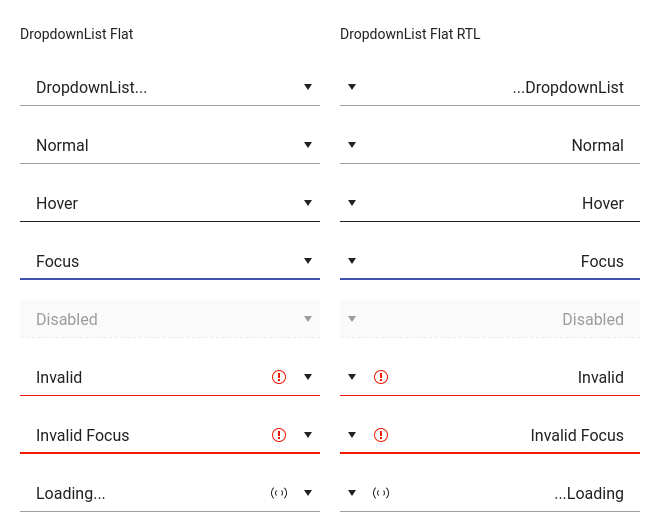 DropdownList Flat
DropdownList Flat RTL
DropdownList...
...DropdownList
Normal
Normal
Hover
Hover
Focus
Focus
Disabled
Disabled
Invalid
Invalid
Invalid Focus
Invalid Focus
Loading...
...Loading